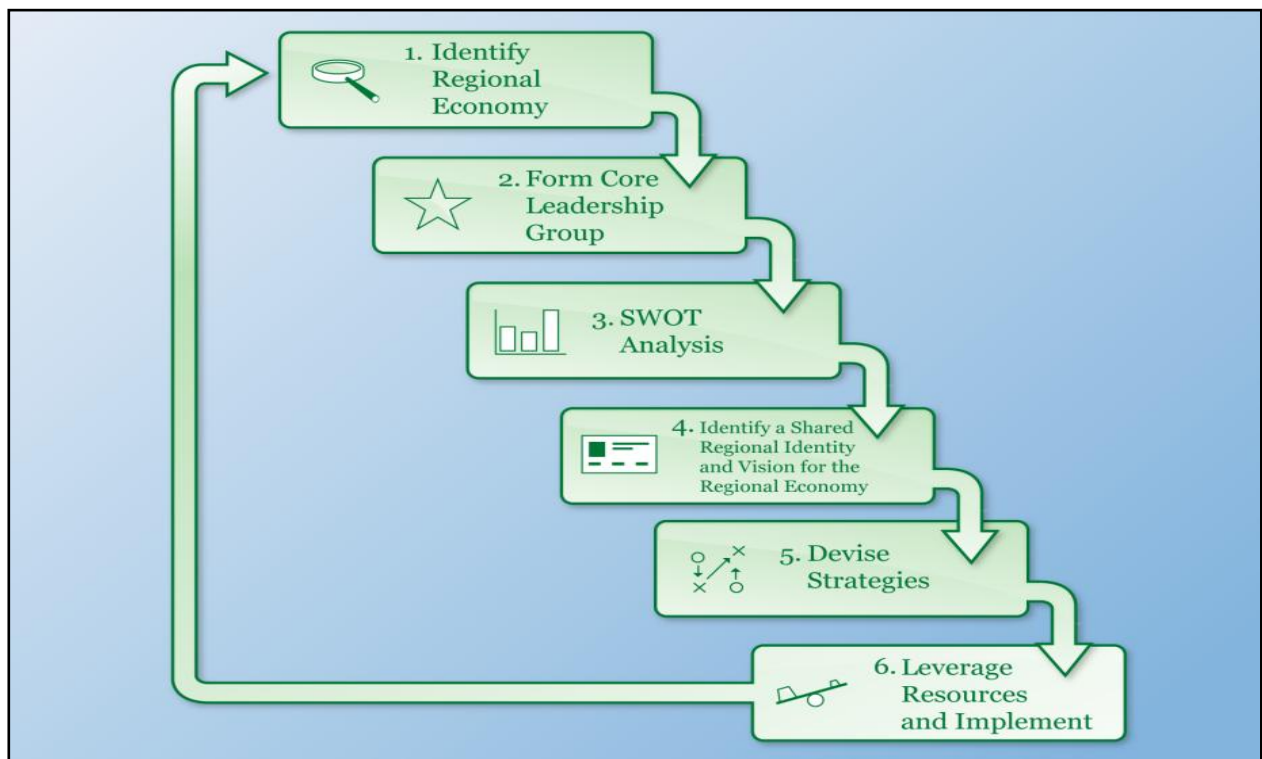 1. Identify
Regional
Economy
2. Form Core
Leadership
Group
3. SWOT
Analysis
4. Identify a Shared
Regional Identity
and Vision for the
Regional Economy
5. Devise
Strategies
6. Leverage
Resources
and Implement